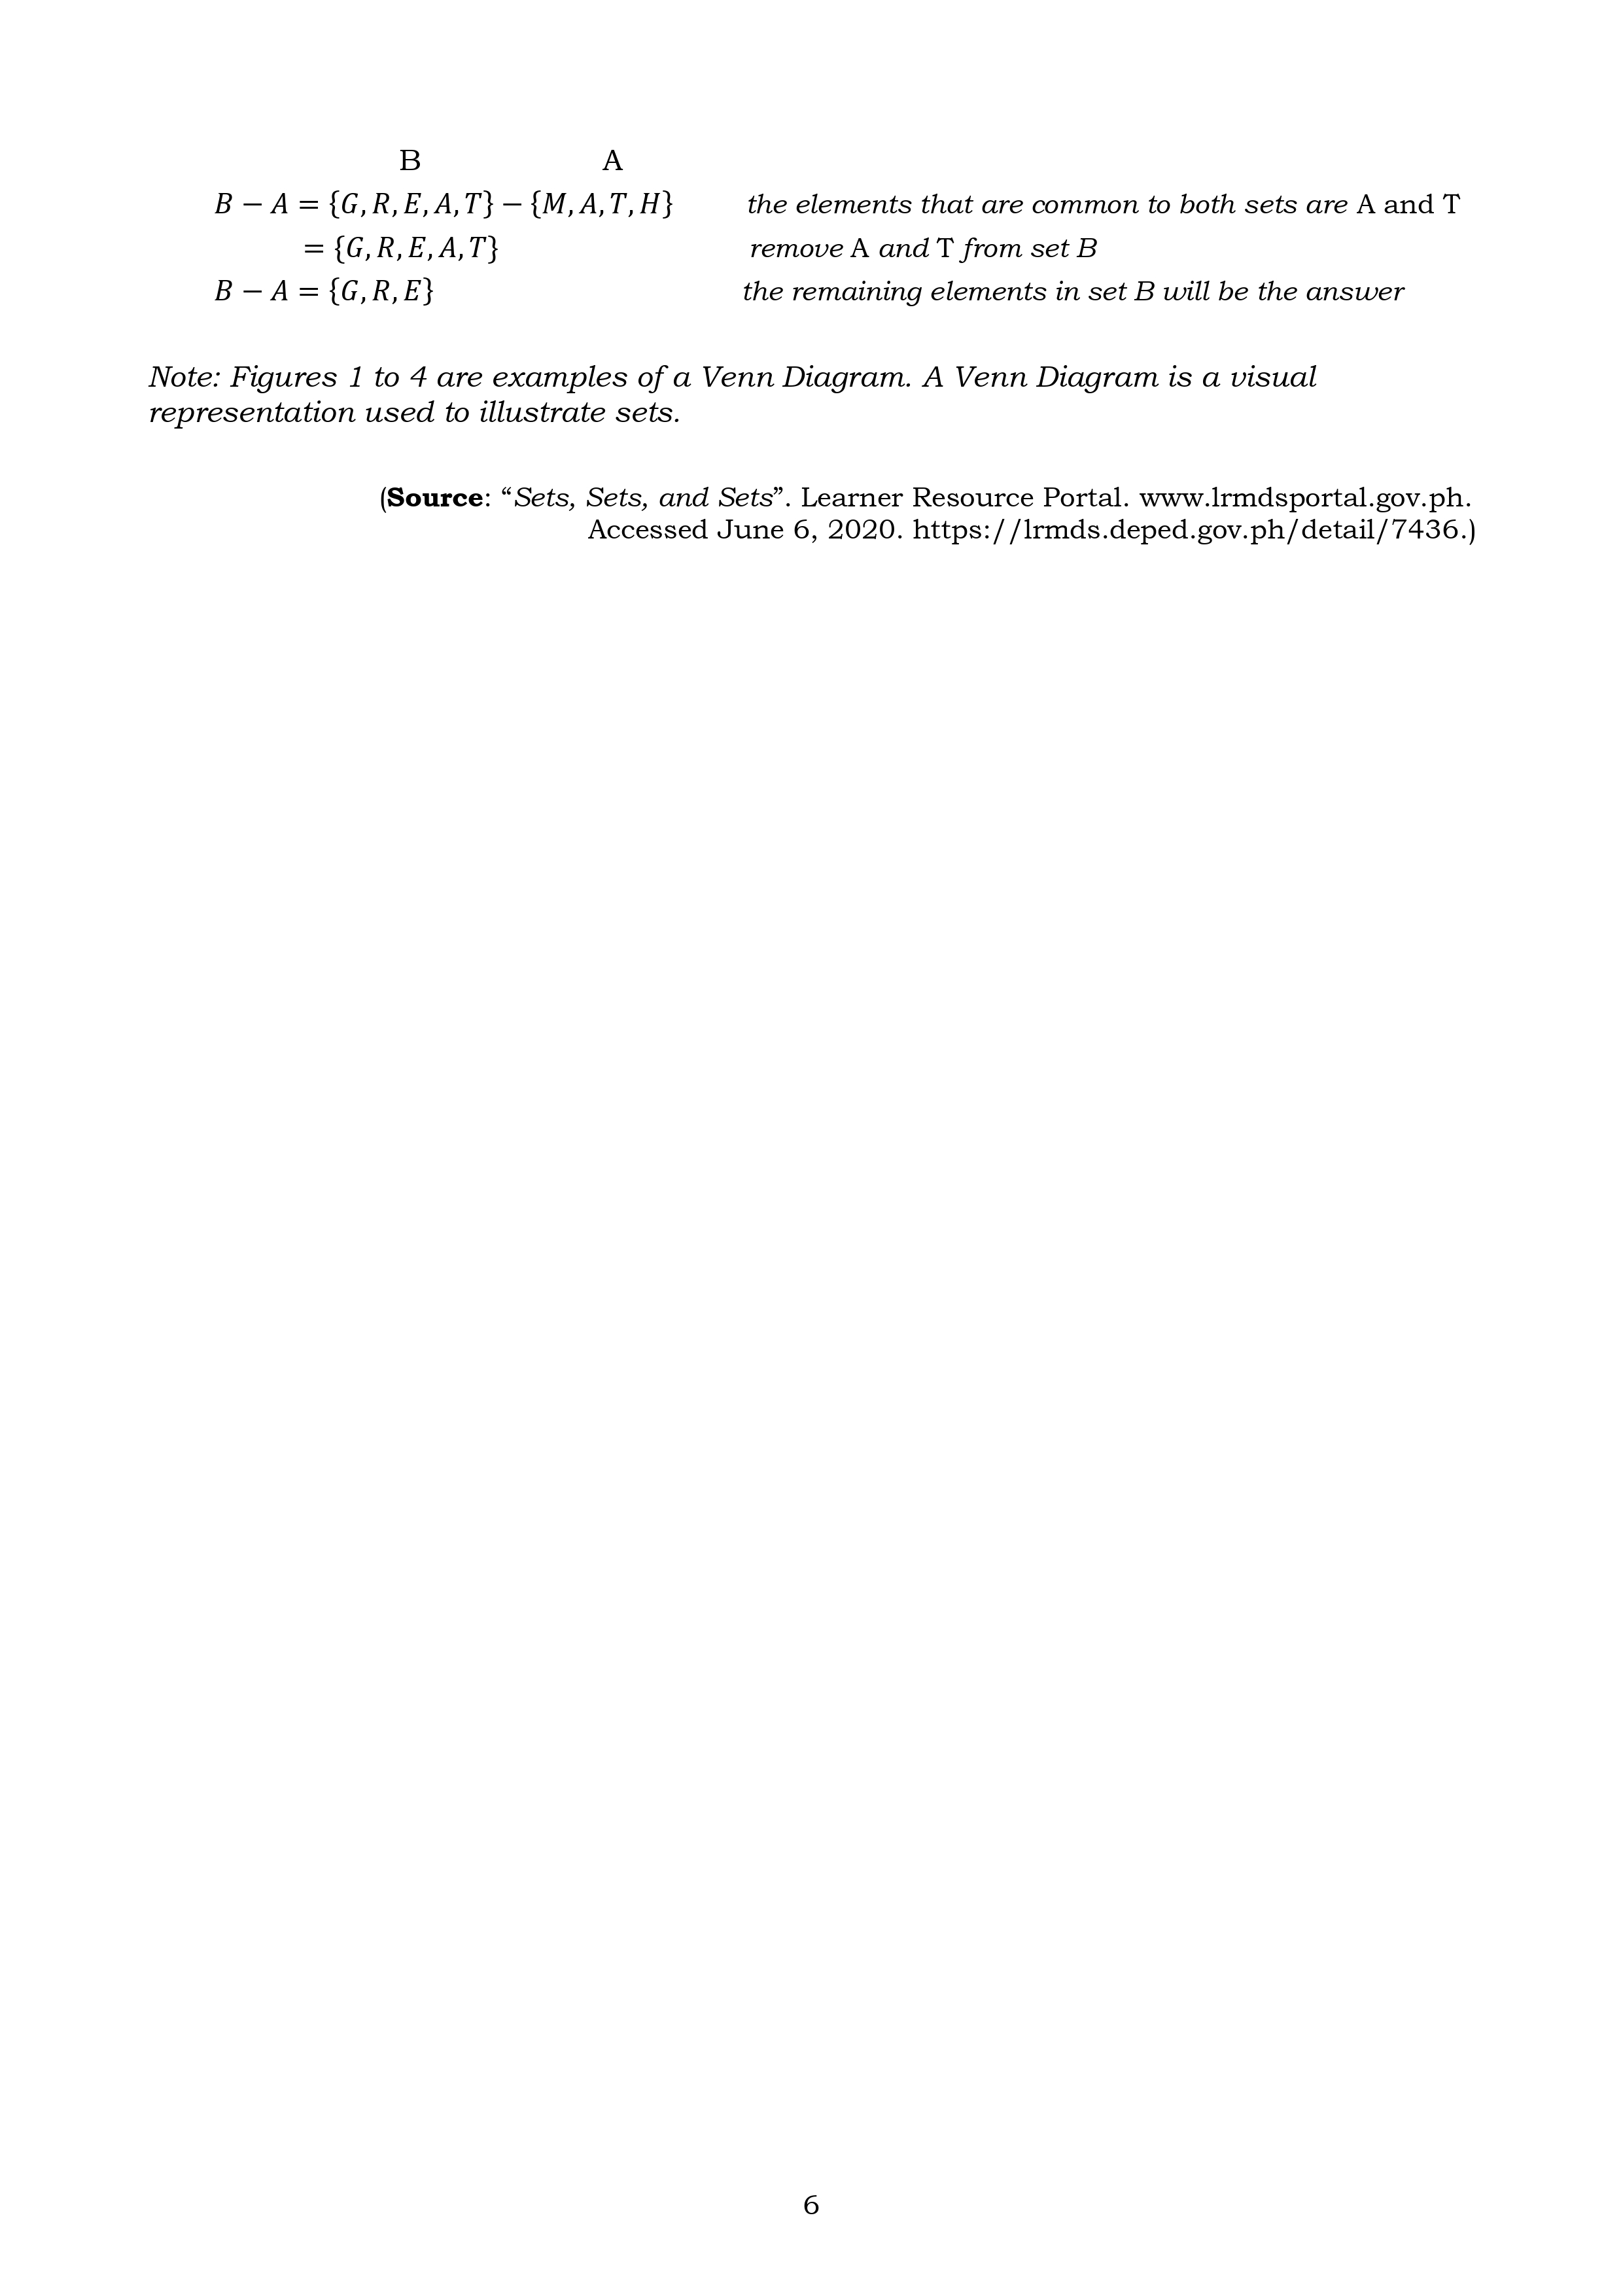 B A
B − A = {G, R, E, A, T} − {M, A, T, H} the elements that are common to both sets are A and T
= {G, R, E, A, T} remove A and T from set B
B − A = {G, R, E} the remaining elements in set B will be the answer
Note: Figures 1 to 4 are examples of a Venn Diagram. A Venn Diagram is a visual
representation used to illustrate sets.
(Source: “Sets, Sets, and Sets”. Learner Resource Portal. www.lrmdsportal.gov.ph.
Accessed June 6, 2020. https://lrmds.deped.gov.ph/detail/7436.)
6